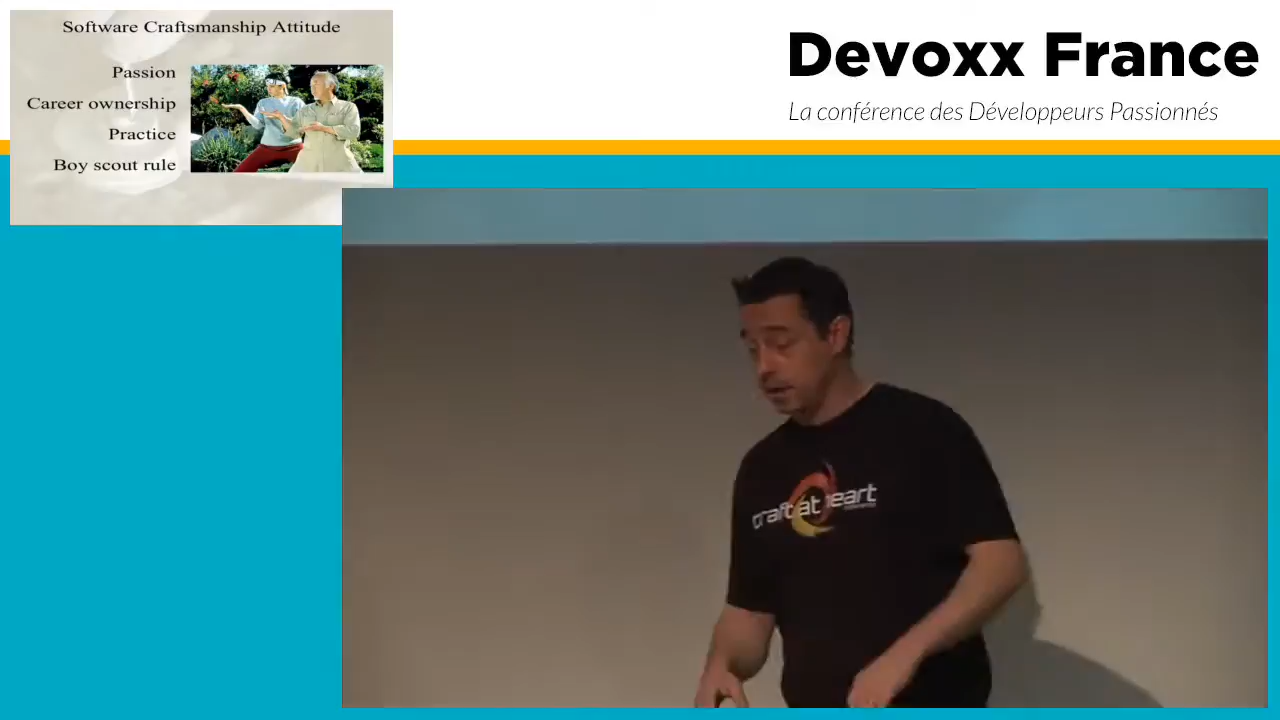 Software Craftsmanship Attitude
Passion
Career ownership
Practice
Boy scout rule
Devoxx France
La conférence des Développeurs Passionnés
craft at heart